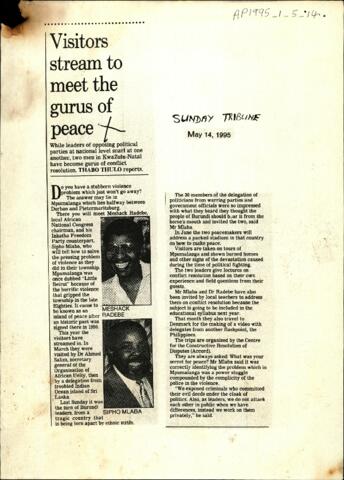 AP1995-1-5-14.
Visitors
stream to
meet the
gurus of
peace
While leaders of opposing political
parties at national level snarl at one
another, two men in KwaZulu-Natal
have become gurus of conflict
resolution. THABO THULO reports.
SUNDAY TRIBUNE
May 14, 1995
Do you have a stubborn violence
problem which just won't go away?
The answer may lie in
Mpumalanga which lies halfway between
Durban and Pietermaritzburg.
There you will meet Meshack Radebe,
local African
National Congress
chairman, and his
Inkatha Freedom
Party counterpart,
Sipho Mlaba, who
will tell you how to
solve the pressing
problem of violence
as they did in their township.
Mpumalanga was
once dubbed "Little
Beirut" because of
the horrific violence
that gripped the
township in the late
Eighties. It came to
be known as an
island of peace after
an historic pact was
signed there in 1990.
This year the
visitors have
streamed in. In
March they were
visited by Dr Ahmed
Salim, secretary
general of the
Organisation of
African Unity, then
by a delegation from
troubled Indian
Ocean island of Sri
Lanka.
Last Sunday it was
the turn of Burundi
leaders, from a
tragic country that
is being torn apart by ethnic strife.
MESHACK
RADEBE
SIPHO MLABA
The 30 members of the delegation of
politicians from warring parties and
government officials were so impressed
with what they heard they thought the
people of Burundi should hear it from the
horse's mouth and invited the two, said
Mr Mlaba.
In June the two peacemakers will
address a packed stadium in that country
on how to make peace.
Visitors are taken on tours of
Mpumalanga and shown burned homes
and other signs of the devastation caused
during the time of political fighting.
The two leaders give lectures on
conflict resolution based on their own
experience and field questions from their
guests.
Mr Mlaba and Dr Radebe have also
been invited by local teachers to address
them on conflict resolution because the
subject is going to be included in the
educational syllabus next year.
That month they also travel to
Denmark for the making of a video with
delegates from another flashpoint, the
Philippines.
The trips are organized by the Centre
for the Constructive Resolution of
Disputes (Accord).
They are always asked: What was your
secret for peace? Mr Mlaba said it was
correctly identifying the problem which in
Mpumalanga was a power struggle
compounded by the complicity of the
police in the violence.
"We exposed criminals who committed
their evil deeds under the cloak of
politics. Also, as leaders, we do not attack
each other in public when we have
differences, instead we work on them
privately," he said.